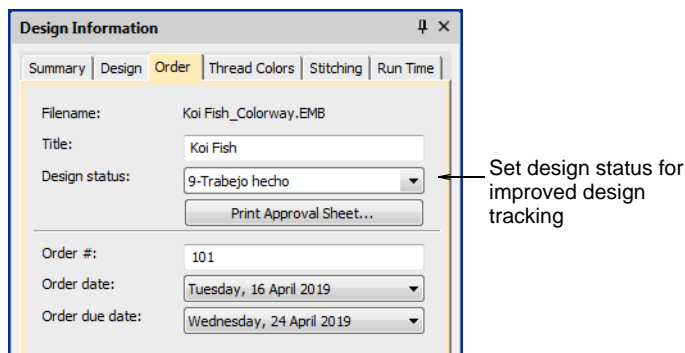 Design Information
Summary Design Order Thread Colors Stitching Run Time
Filename: Koi Fish_Colorway.EMB
Title: Koi Fish
Design status: 9-Trabejo hecho
Print Approval Sheet...
Set design status for
improved design
tracking
Order #: 101
Order date: Tuesday, 16 April 2019
Order due date: Wednesday, 24 April 2019